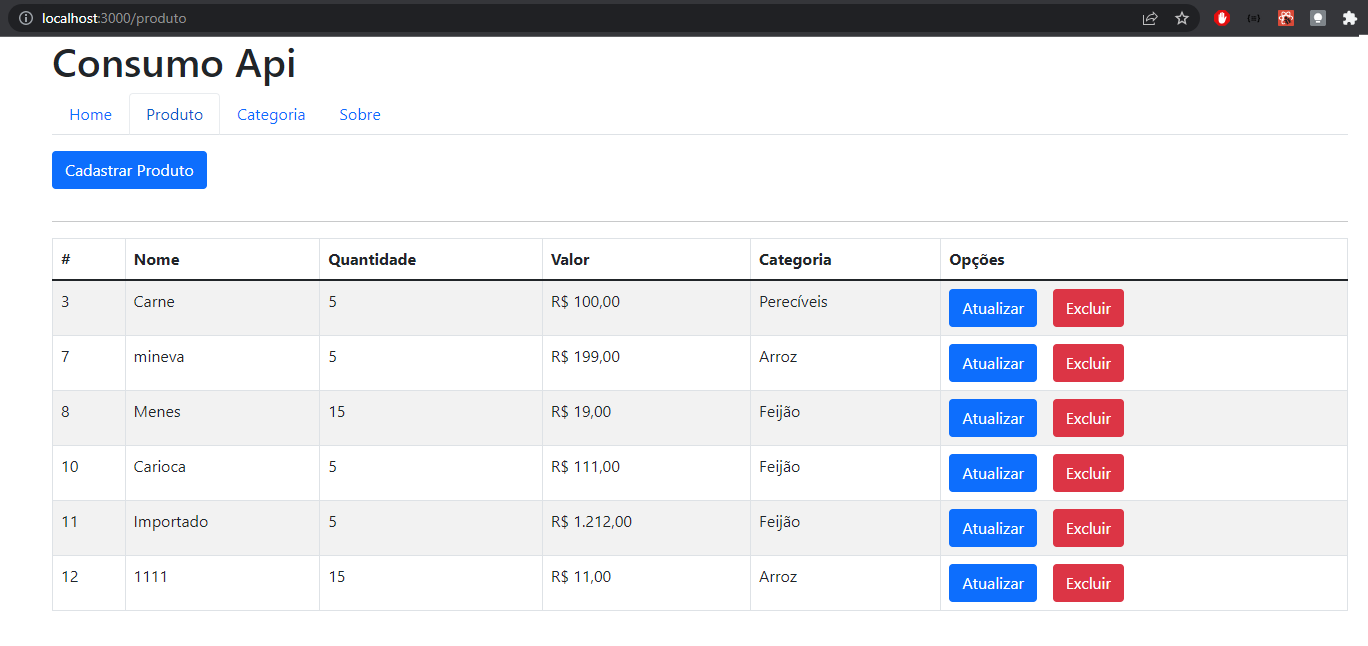 localhost:3000/produto
Consumo Api
Home Produto Categoria Sobre
Cadastrar Produto
# Nome Quantidade Valor Categoria Opções
3 Carne 5 R$ 100,00 Perecíveis Atualizar Excluir
7 mineva 5 R$ 199,00 Arroz Atualizar Excluir
8 Menes 15 R$ 19,00 Feijão Atualizar Excluir
10 Carioca 5 R$ 111,00 Feijão Atualizar Excluir
11 Importado 5 R$ 1.212,00 Feijão Atualizar Excluir
12 1111 15 R$ 11,00 Arroz Atualizar Excluir